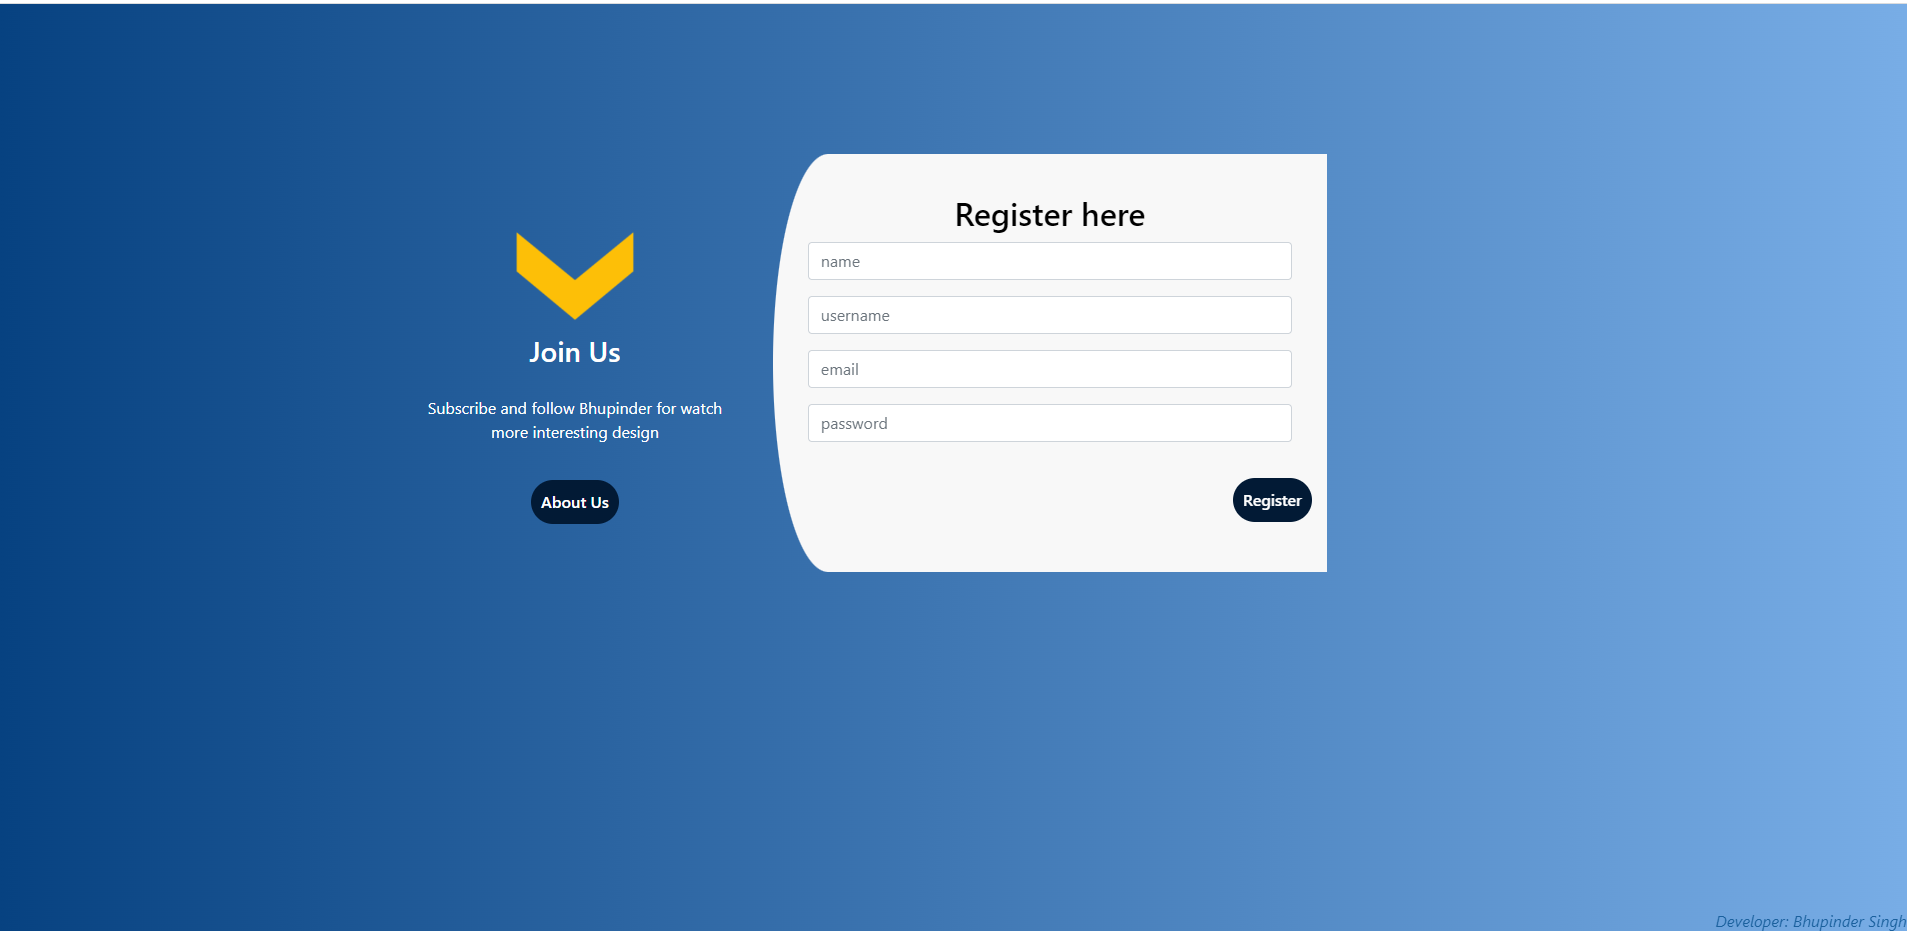 Join Us
Subscribe and follow Bhupinder for watch
more interesting design
About Us
Register here
name
username
email
password
Register
Developer: Bhupinder Singh